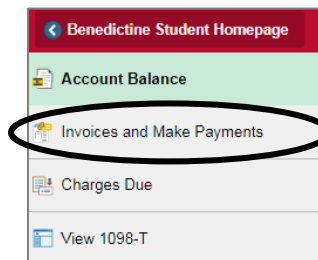 Benedictine Student Homepage
Account Balance
Invoices and Make Payments
Charges Due
View 1098-T